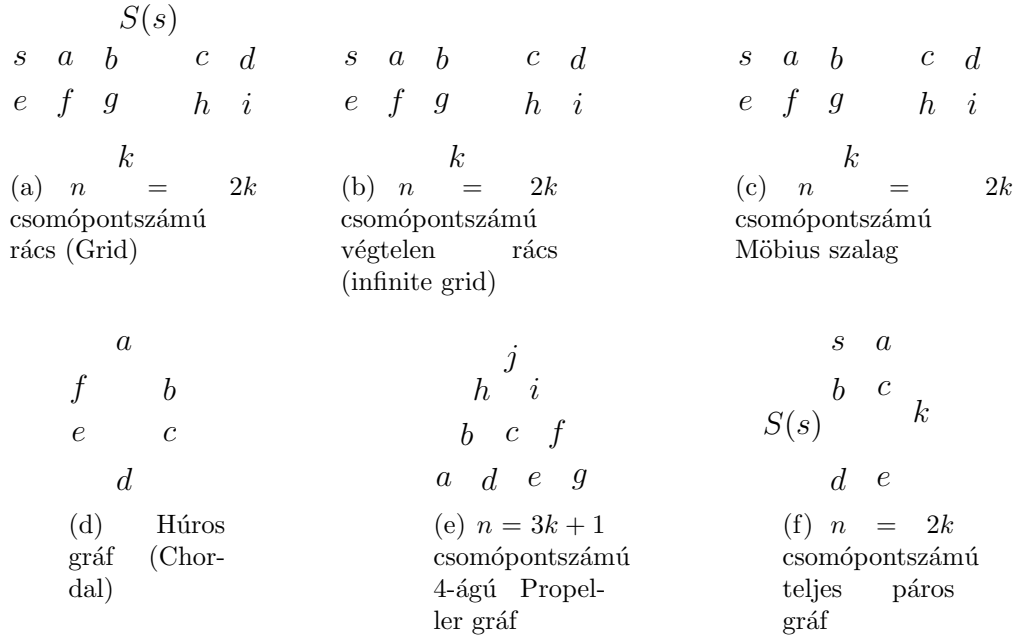 S(s)
s a b c d
e f g h i
k
(a) n = 2k
csomópontszámú
rács (Grid)
s a b c d
e f g h i
k
(b) n = 2k
csomópontszámú
végtelen rács
(infinite grid)
s a b c d
e f g h i
k
(c) n = 2k
csomópontszámú
Möbius szalag
a
f b
e c
d
(d) Húros
gráf (Chor-
dal)
j
h i
b c f
a d e g
(e) n = 3k + 1
csomópontszámú
4-ágú Propel-
ler gráf
s a
b c
k
S(s)
d e
(f) n = 2k
csomópontszámú
teljes páros
gráf